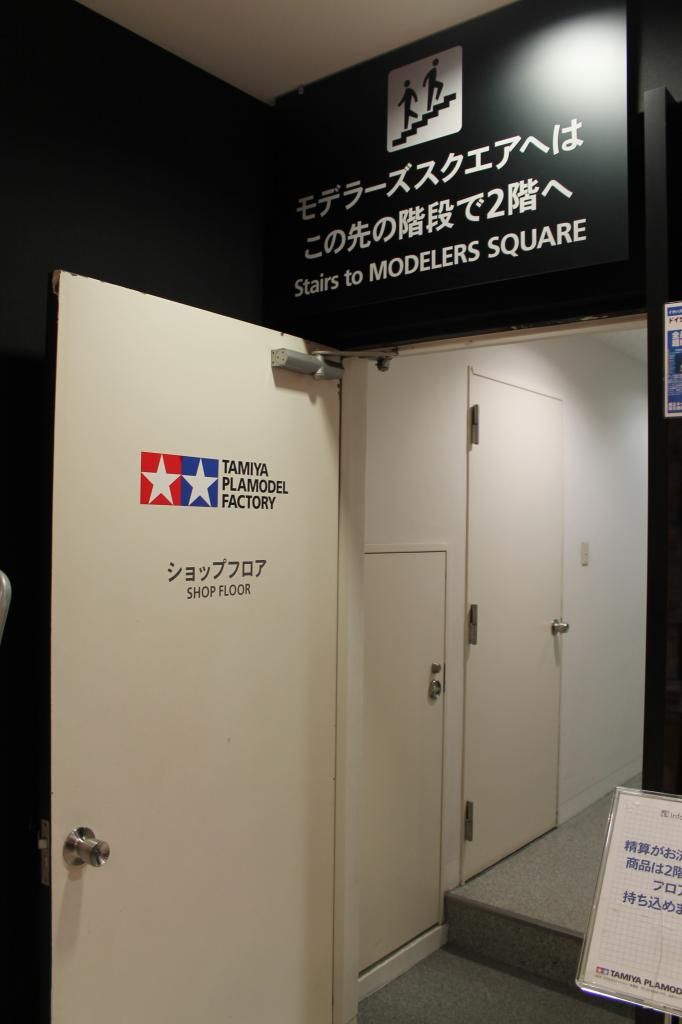 モデラーズスクエアへは
この先の階段で2階へ
Stairs to MODELERS SQUARE
TAMIYA
PLAMODEL
FACTORY
ショップフロア
SHOP FLOOR
精算がお
商品は2階
フロア
持ち込めま
TAMIYA PLAMOD